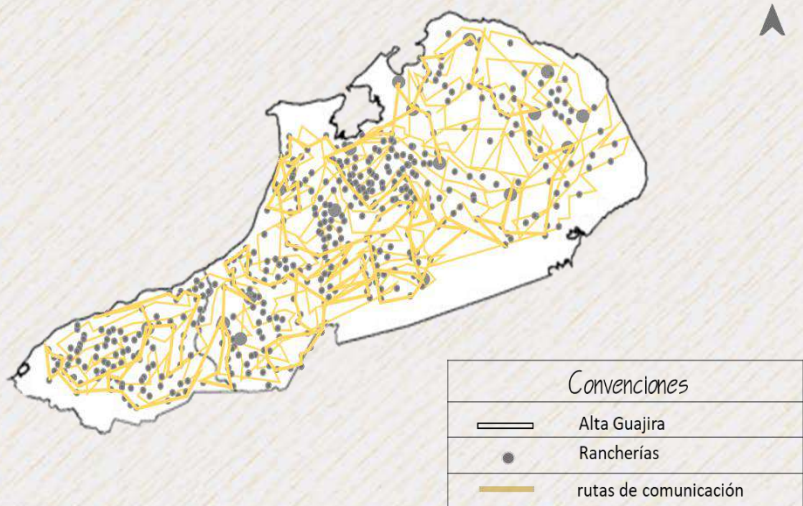 Convenciones
Alta Guajira
Rancherías
rutas de comunicación